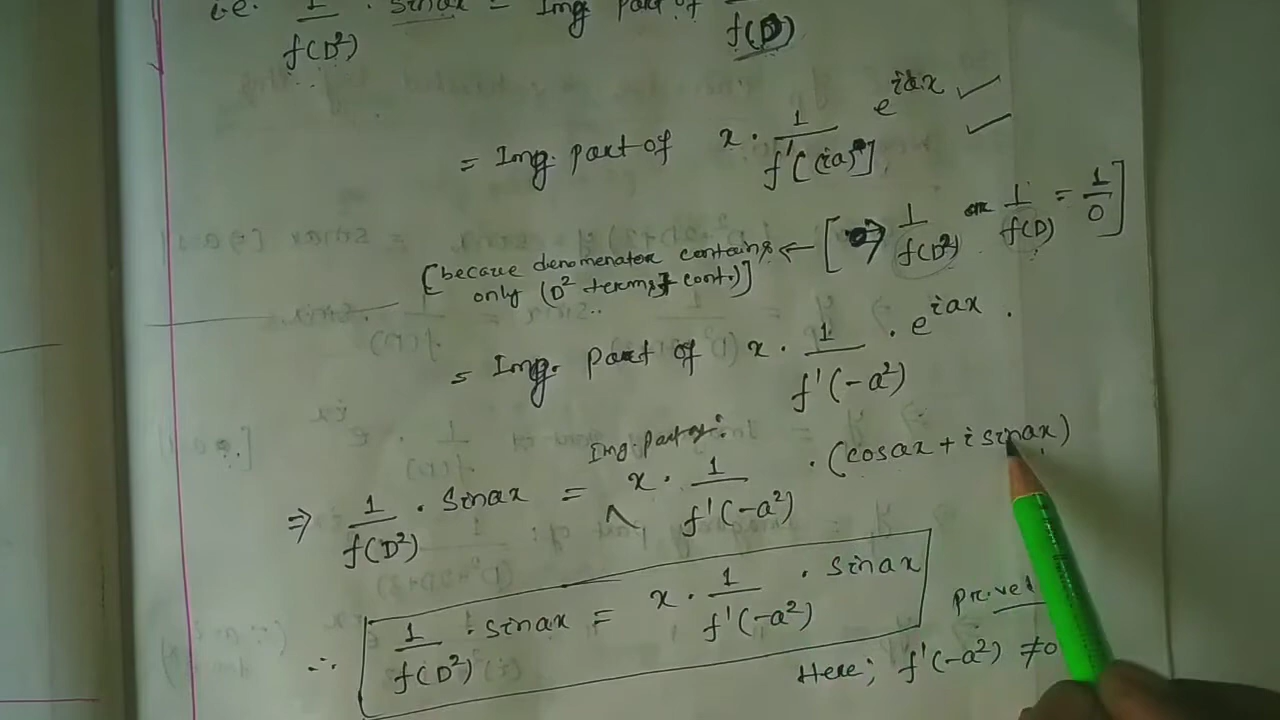 i.e. 1/f(D²) · sinax = Img. part of 1/f(D)
= Img. part of x · 1/f'[(ia)] e^{iax}
[because denomenator contains only (D² terms + cont.)] ← [⇒ 1/f(D²) or 1/f(D) = 1/0]
= Img. Part of x · 1/f'(-a²) · e^{iax} .
Img. part of:
⇒ 1/f(D²) · Sinax = x · 1/f'(-a²) · (cosax + i sinax)
∴ 1/f(D²) · sinax = x · 1/f'(-a²) · sinax
Proved
Here; f'(-a²) ≠ 0